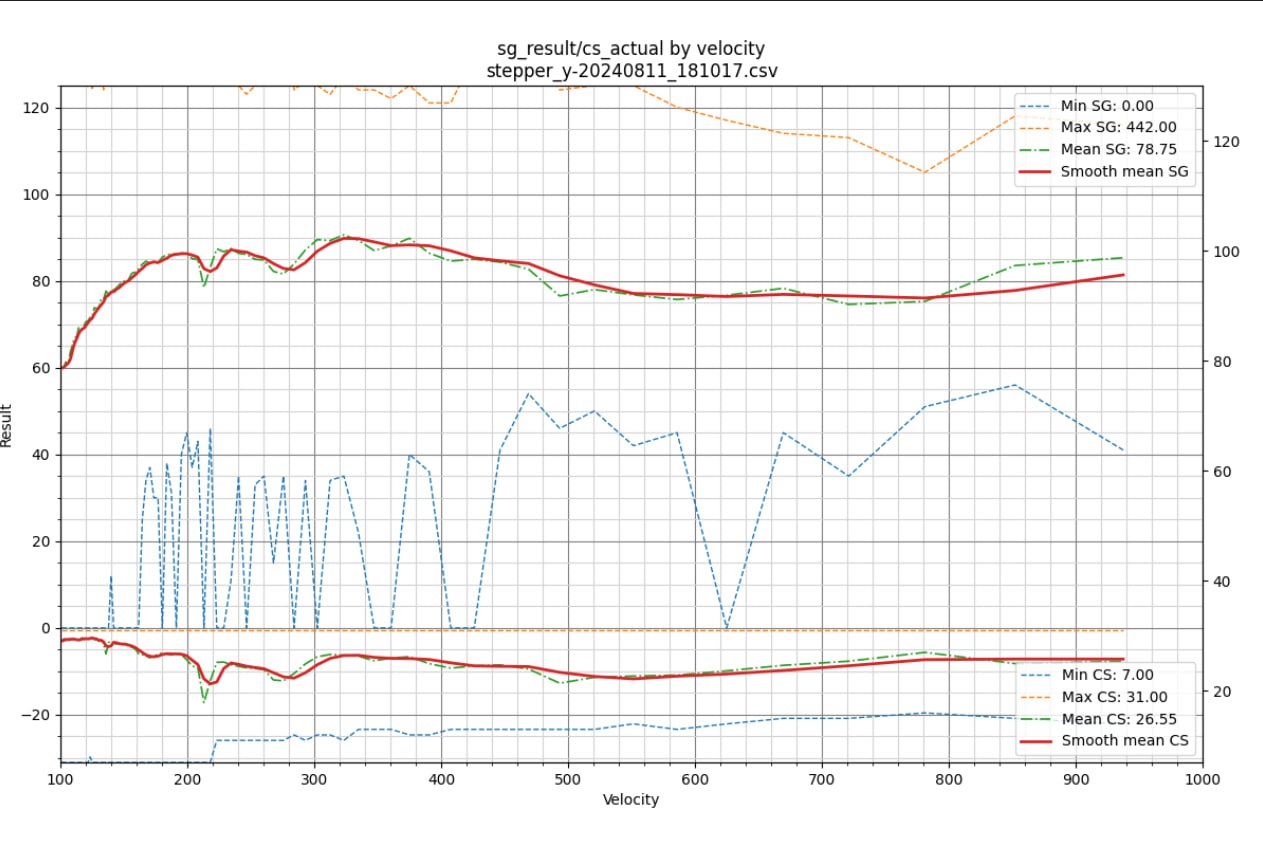 sg_result/cs_actual by velocity
stepper_y-20240811_181017.csv
120
100
80
60
40
20
0
−20
Result
Min SG: 0.00
Max SG: 442.00
Mean SG: 78.75
Smooth mean SG
120
100
80
60
40
20
Min CS: 7.00
Max CS: 31.00
Mean CS: 26.55
Smooth mean CS
100 200 300 400 500 600 700 800 900 1000
Velocity